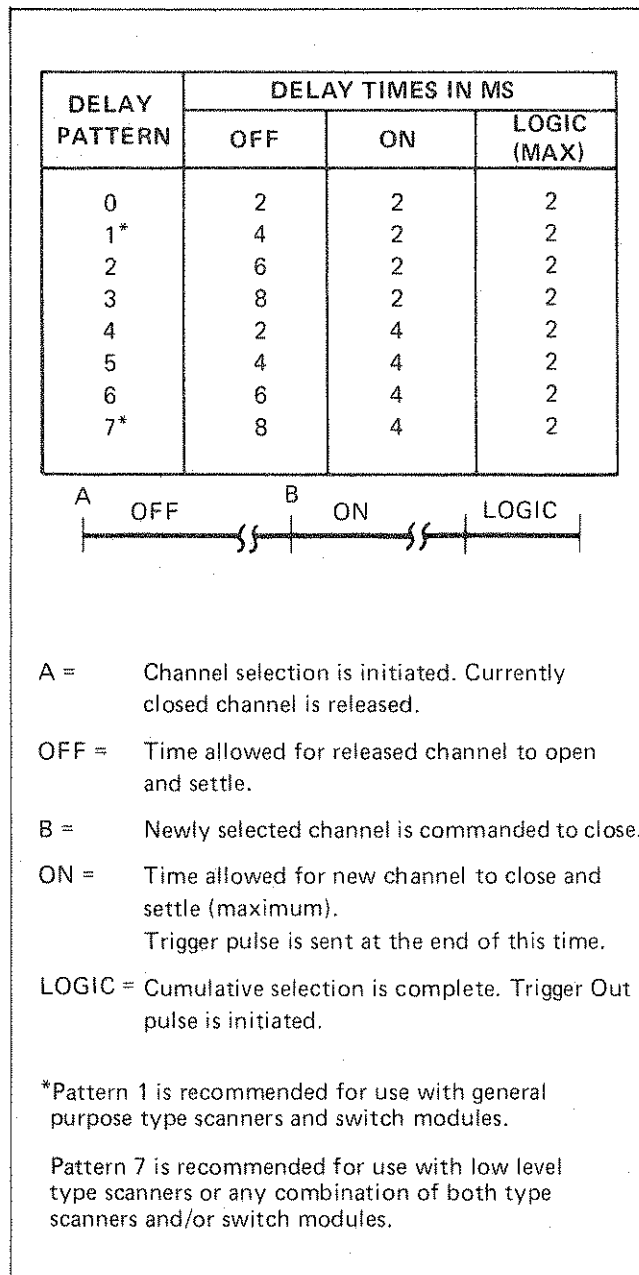 DELAY PATTERN DELAY TIMES IN MS
OFF ON LOGIC (MAX)
0 2 2 2
1* 4 2 2
2 6 2 2
3 8 2 2
4 2 4 2
5 4 4 2
6 6 4 2
7* 8 4 2
A OFF B ON LOGIC
A = Channel selection is initiated. Currently
closed channel is released.
OFF = Time allowed for released channel to open
and settle.
B = Newly selected channel is commanded to close.
ON = Time allowed for new channel to close and
settle (maximum).
Trigger pulse is sent at the end of this time.
LOGIC = Cumulative selection is complete. Trigger Out
pulse is initiated.
*Pattern 1 is recommended for use with general
purpose type scanners and switch modules.
Pattern 7 is recommended for use with low level
type scanners or any combination of both type
scanners and/or switch modules.